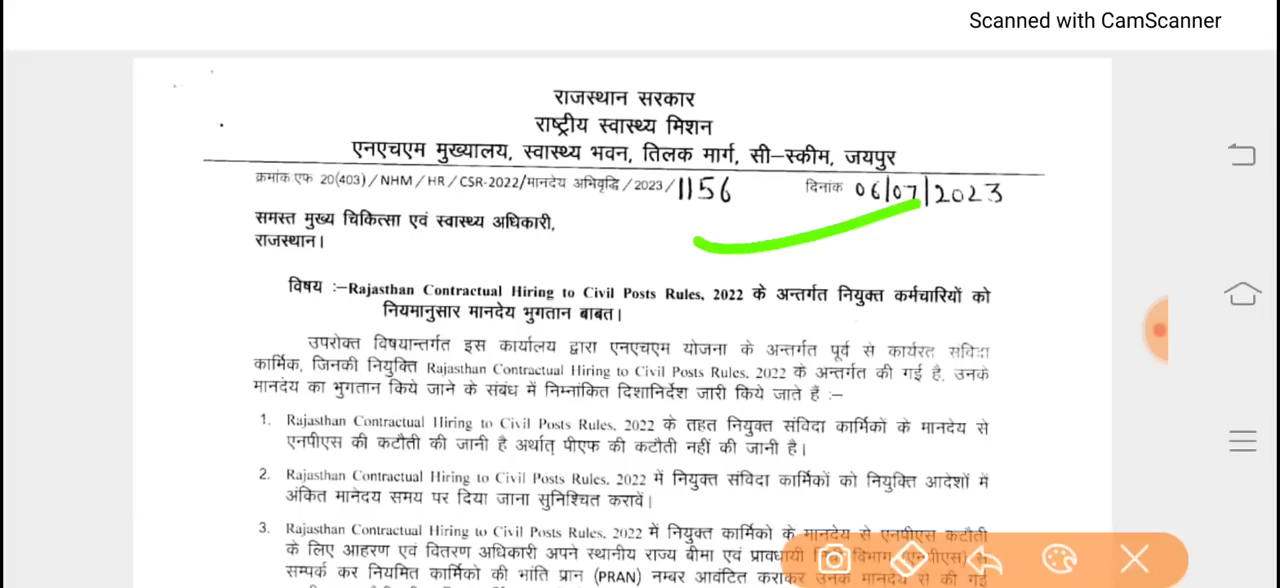 Scanned with CamScanner
राजस्थान सरकार
राष्ट्रीय स्वास्थ्य मिशन
एनएचएम मुख्यालय, स्वास्थ्य भवन, तिलक मार्ग, सी–स्कीम, जयपुर
क्रमांक:एफ 20(403) / NHM / HR / CSR-2022/मानदेय अभिवृद्धि / 2023 / 1156 दिनांक 06/07/2023
समस्त मुख्य चिकित्सा एवं स्वास्थ्य अधिकारी,
राजस्थान।
विषय :–Rajasthan Contractual Hiring to Civil Posts Rules, 2022 के अन्तर्गत नियुक्त कर्मचारियों को
नियमानुसार मानदेय भुगतान बाबत।
उपरोक्त विषयान्तर्गत इस कार्यालय द्वारा एनएचएम योजना के अन्तर्गत पूर्व से कार्यरत संविदा
कार्मिक, जिनकी नियुक्ति Rajasthan Contractual Hiring to Civil Posts Rules, 2022 के अन्तर्गत की गई है, उनके
मानदेय का भुगतान किये जाने के संबंध में निम्नांकित दिशानिर्देश जारी किये जाते हैं :–
1. Rajasthan Contractual Hiring to Civil Posts Rules, 2022 के तहत नियुक्त संविदा कार्मिकों के मानदेय से
एनपीएस की कटौती की जानी है अर्थात् पीएफ की कटौती नहीं की जानी है।
2. Rajasthan Contractual Hiring to Civil Posts Rules, 2022 में नियुक्त संविदा कार्मिकों को नियुक्ति आदेशों में
अंकित मानेदय समय पर दिया जाना सुनिश्चित करावें।
3. Rajasthan Contractual Hiring to Civil Posts Rules, 2022 में नियुक्त कार्मिको के मानदेय से एनपीएस कटौती
के लिए आहरण एवं वितरण अधिकारी अपने स्थानीय राज्य बीमा एवं प्रावधायी विभाग (एनपीएस)
सम्पर्क कर नियमित कार्मिकों की भांति प्रान (PRAN) नम्बर आवंटित कराकर उनके मानदेय से की गई